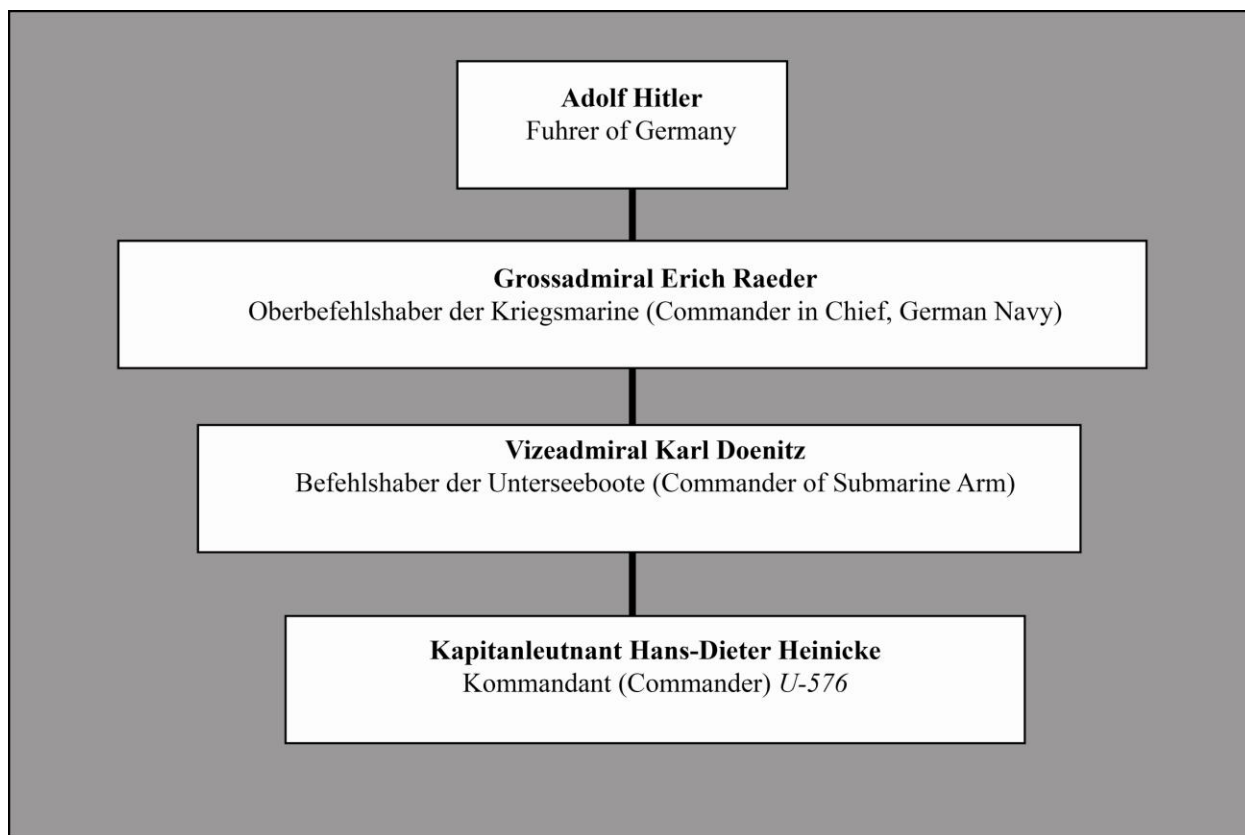 Adolf Hitler
Fuhrer of Germany
Grossadmiral Erich Raeder
Oberbefehlshaber der Kriegsmarine (Commander in Chief, German Navy)
Vizeadmiral Karl Doenitz
Befehlshaber der Unterseeboote (Commander of Submarine Arm)
Kapitanleutnant Hans-Dieter Heinicke
Kommandant (Commander) U-576